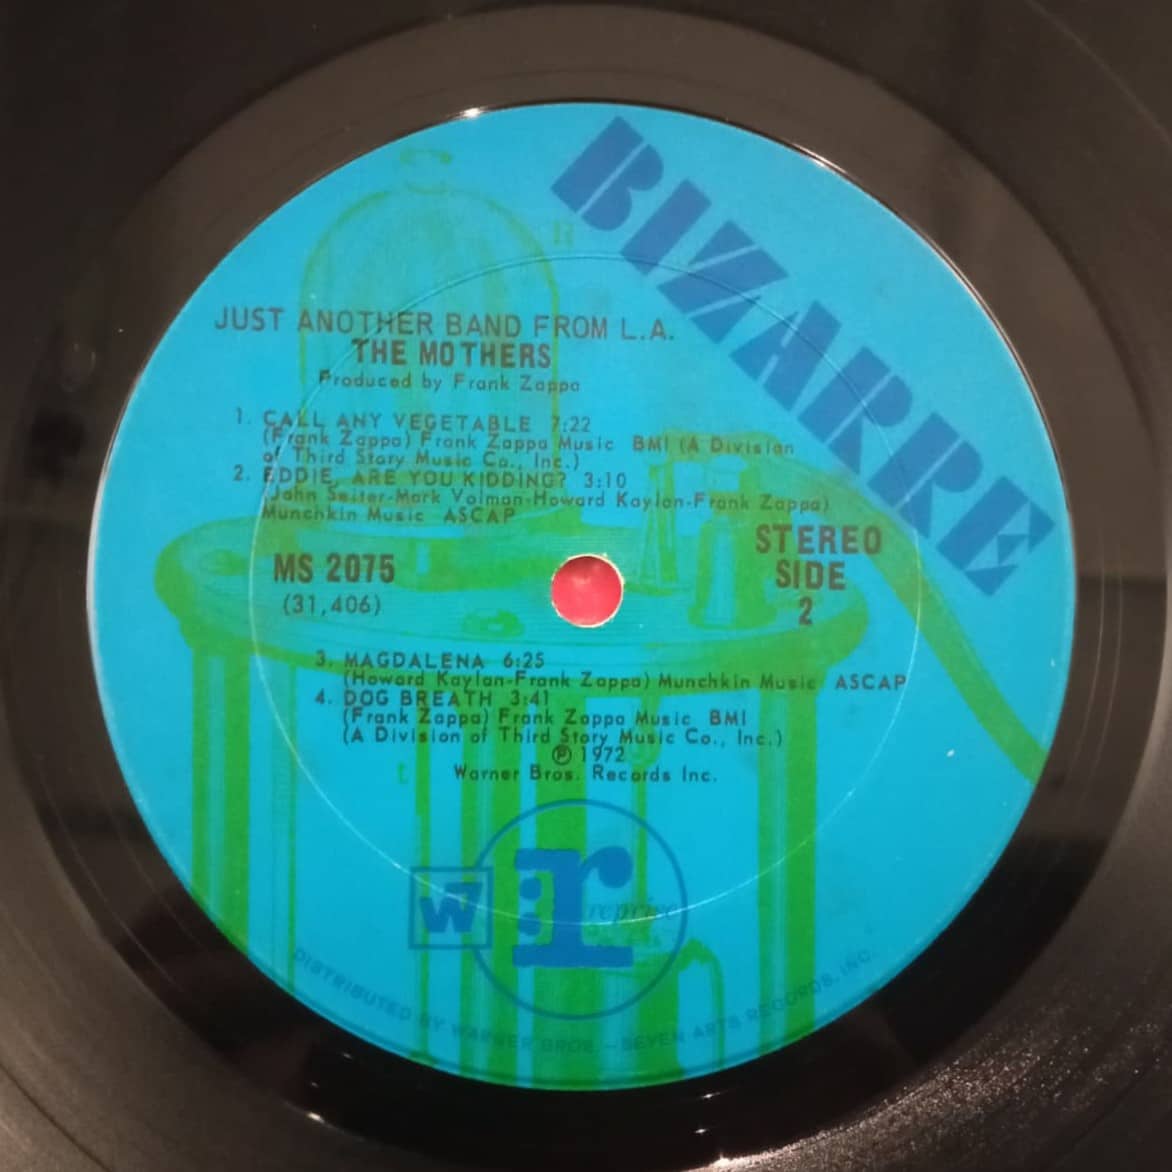 BIZARRE
JUST ANOTHER BAND FROM L.A.
THE MOTHERS
Produced by Frank Zappa
1. CALL ANY VEGETABLE 7:22
(Frank Zappa) Frank Zappa Music BMI (A Division
of Third Story Music Co., Inc.)
2. EDDIE, ARE YOU KIDDING? 3:10
(John Seiter-Mark Volman-Howard Kaylan-Frank Zappa)
Munchkin Music ASCAP
MS 2075
(31,406)
STEREO
SIDE
2
3. MAGDALENA 6:25
(Howard Kaylan-Frank Zappa) Munchkin Music ASCAP
4. DOG BREATH 3:41
(Frank Zappa) Frank Zappa Music BMI
(A Division of Third Story Music Co., Inc.)
Ⓟ 1972
Warner Bros. Records Inc.
W7
r
reprise
DISTRIBUTED BY WARNER BROS. – SEVEN ARTS RECORDS, INC.